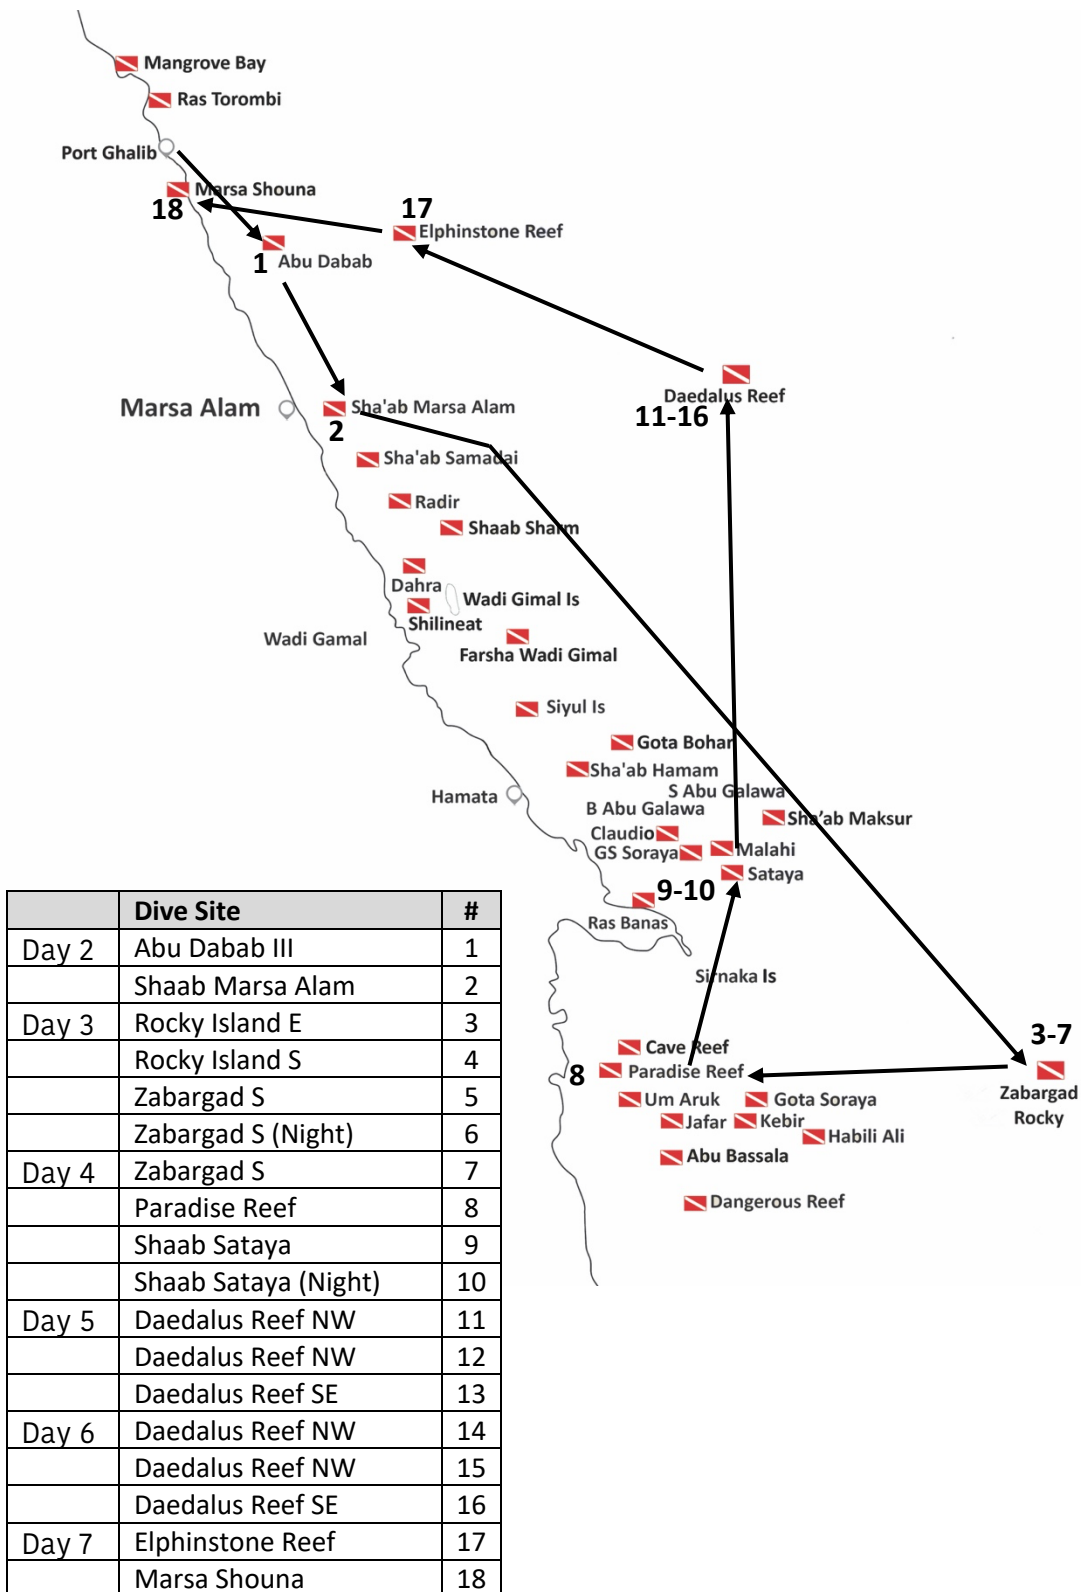 Mangrove Bay
Ras Torombi
Port Ghalib
Marsa Shouna
18
17
Elphinstone Reef
1
Abu Dabab
Daedalus Reef
11-16
Marsa Alam
Sha'ab Marsa Alam
2
Sha'ab Samadai
Radir
Shaab Sharm
Dahra
Wadi Gimal Is
Shilineat
Wadi Gamal
Farsha Wadi Gimal
Siyul Is
Gota Bohar
Sha'ab Hamam
S Abu Galawa
Hamata
B Abu Galawa
Sha’ab Maksur
Claudio
GS Soraya
Malahi
Sataya
9-10
Ras Banas
Sirnaka Is
3-7
Cave Reef
8
Paradise Reef
Zabargad
Rocky
Um Aruk
Gota Soraya
Jafar
Kebir
Habili Ali
Abu Bassala
Dangerous Reef
Dive Site #
Day 2 Abu Dabab III 1
Shaab Marsa Alam 2
Day 3 Rocky Island E 3
Rocky Island S 4
Zabargad S 5
Zabargad S (Night) 6
Day 4 Zabargad S 7
Paradise Reef 8
Shaab Sataya 9
Shaab Sataya (Night) 10
Day 5 Daedalus Reef NW 11
Daedalus Reef NW 12
Daedalus Reef SE 13
Day 6 Daedalus Reef NW 14
Daedalus Reef NW 15
Daedalus Reef SE 16
Day 7 Elphinstone Reef 17
Marsa Shouna 18